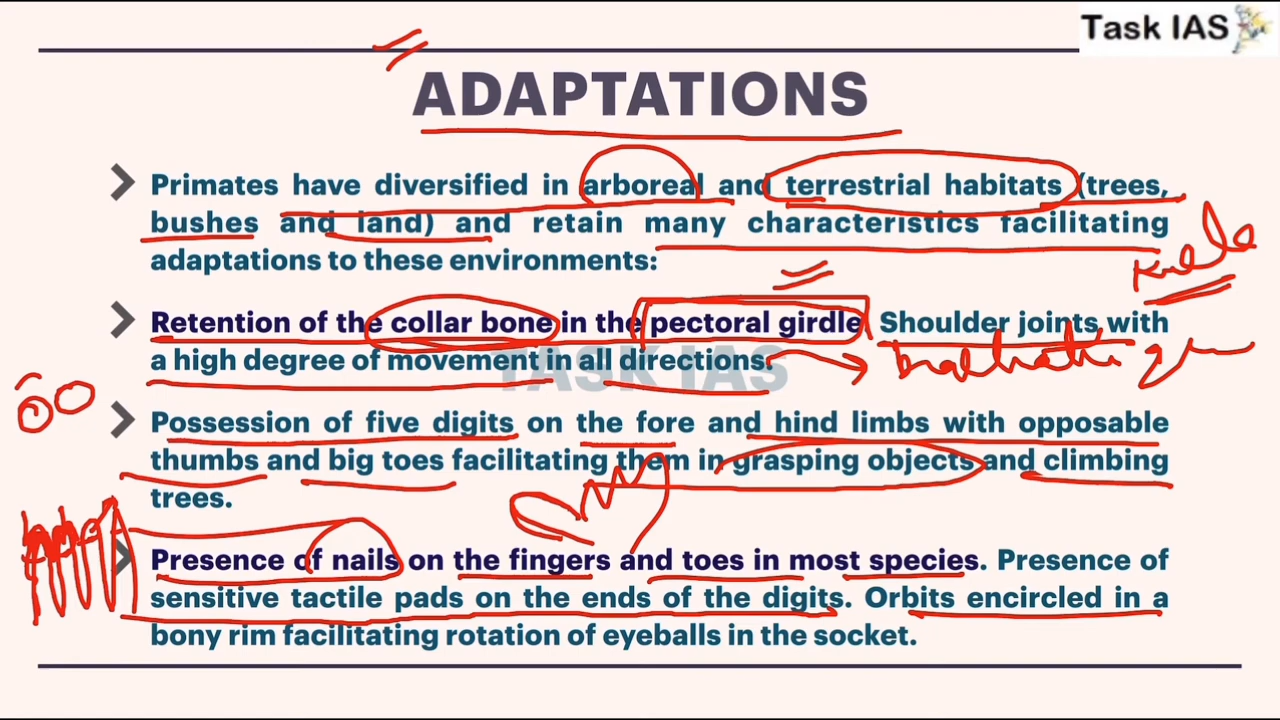 Task IAS
ADAPTATIONS
Primates have diversified in arboreal and terrestrial habitats (trees,
bushes and land) and retain many characteristics facilitating
adaptations to these environments:
Retention of the collar bone in the pectoral girdle. Shoulder joints with
a high degree of movement in all directions.
TASK IAS
Possession of five digits on the fore and hind limbs with opposable
thumbs and big toes facilitating them in grasping objects and climbing
trees.
Presence of nails on the fingers and toes in most species. Presence of
sensitive tactile pads on the ends of the digits. Orbits encircled in a
bony rim facilitating rotation of eyeballs in the socket.